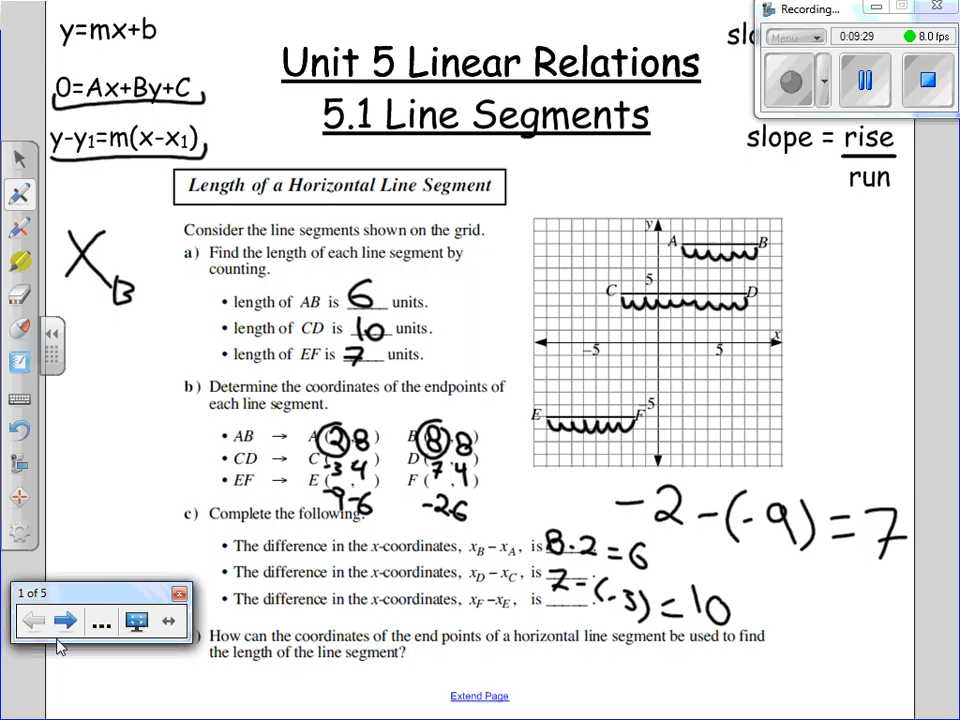 y=mx+b
0=Ax+By+C
y-y1=m(x-x1)
Unit 5 Linear Relations
5.1 Line Segments
Recording...
Menu
0:09:29
8.0 fps
slope = rise
run
Length of a Horizontal Line Segment
XB
Consider the line segments shown on the grid.
a) Find the length of each line segment by
counting.
• length of AB is 6 units.
• length of CD is 10 units.
• length of EF is 7 units.
b) Determine the coordinates of the endpoints of
each line segment.
• AB → A (2, 8) B (8, 8)
• CD → C ( , ) D ( , )
-3 4 7 4
• EF → E ( , ) F ( , )
-9 -6 -2 -6
y
A B
5
C D
x
-5 5
-5
E F
-2-(-9)=7
c) Complete the following:
• The difference in the x-coordinates, xB – xA, is 8-2=6
• The difference in the x-coordinates, xD – xC, is ____.
7-(-3)=10
• The difference in the x-coordinates, xF – xE, is ____.
1 of 5
...
) How can the coordinates of the end points of a horizontal line segment be used to find
the length of the line segment?
Extend Page